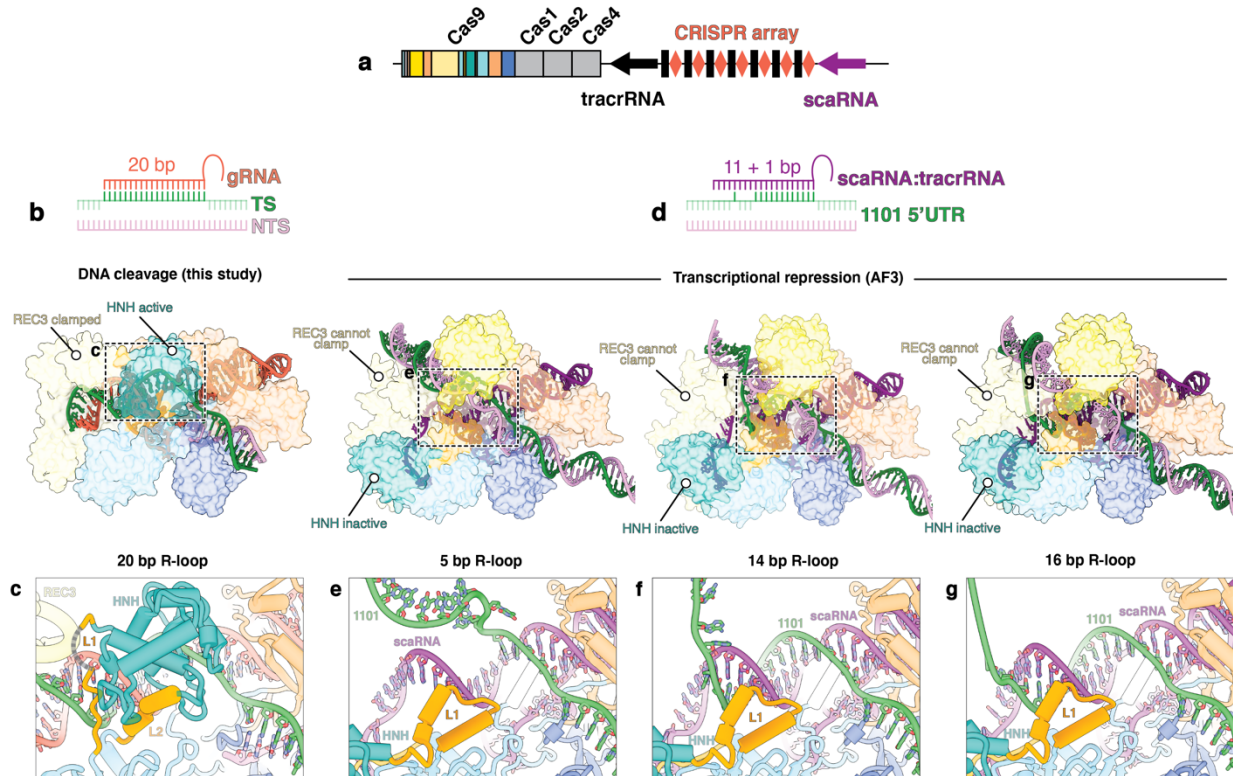 a
Cas9
Cas1
Cas2
Cas4
CRISPR array
tracrRNA
scaRNA
b
20 bp
gRNA
TS
NTS
d
11 + 1 bp
scaRNA:tracrRNA
1101 5'UTR
DNA cleavage (this study)
Transcriptional repression (AF3)
REC3 clamped
HNH active
c
REC3 cannot
clamp
e
HNH inactive
REC3 cannot
clamp
f
HNH inactive
REC3 cannot
clamp
g
HNH inactive
20 bp R-loop
5 bp R-loop
14 bp R-loop
16 bp R-loop
c
REC3
HNH
L1
L2
e
1101
scaRNA
L1
HNH
f
1101
scaRNA
L1
HNH
g
1101
scaRNA
L1
HNH